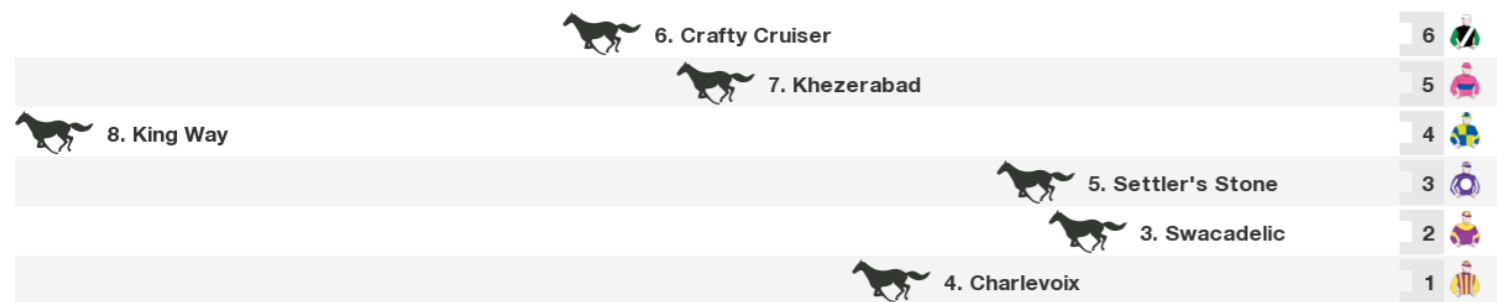 6. Crafty Cruiser 6
7. Khezerabad 5
8. King Way 4
5. Settler's Stone 3
3. Swacadelic 2
4. Charlevoix 1